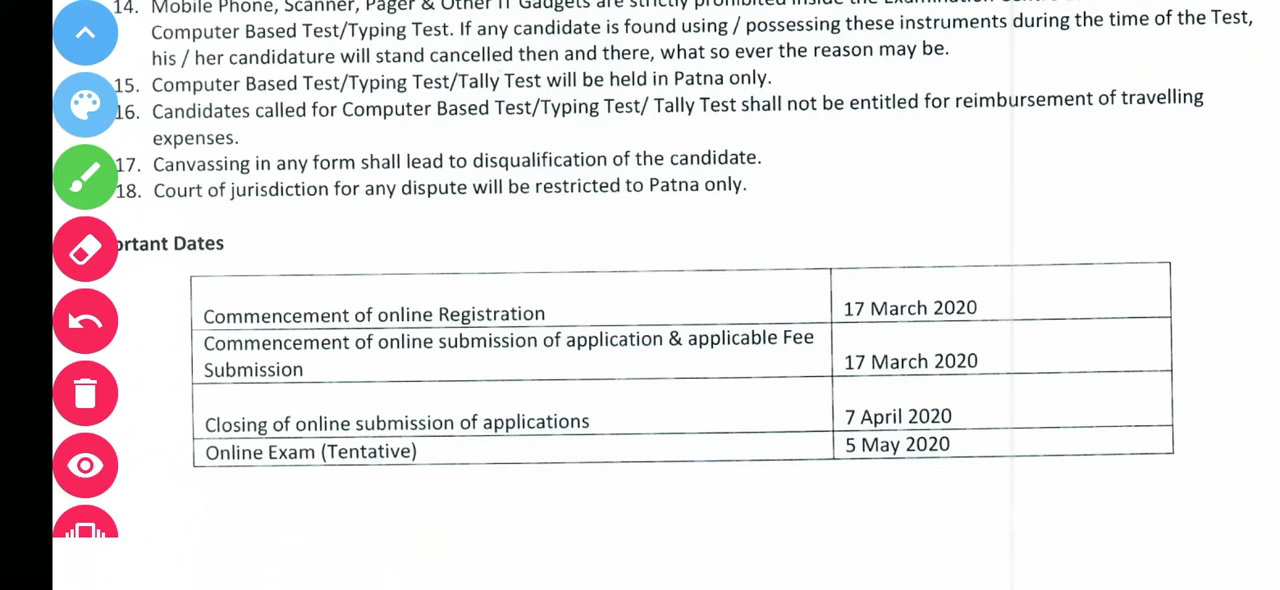 14. Mobile Phone, Scanner, Pager & Other IT Gadgets are strictly prohibited inside the
Computer Based Test/Typing Test. If any candidate is found using / possessing these instruments during the time of the Test,
his / her candidature will stand cancelled then and there, what so ever the reason may be.
15. Computer Based Test/Typing Test/Tally Test will be held in Patna only.
16. Candidates called for Computer Based Test/Typing Test/ Tally Test shall not be entitled for reimbursement of travelling
expenses.
17. Canvassing in any form shall lead to disqualification of the candidate.
18. Court of jurisdiction for any dispute will be restricted to Patna only.
ortant Dates
Commencement of online Registration 17 March 2020
Commencement of online submission of application & applicable Fee
Submission 17 March 2020
Closing of online submission of applications 7 April 2020
Online Exam (Tentative) 5 May 2020